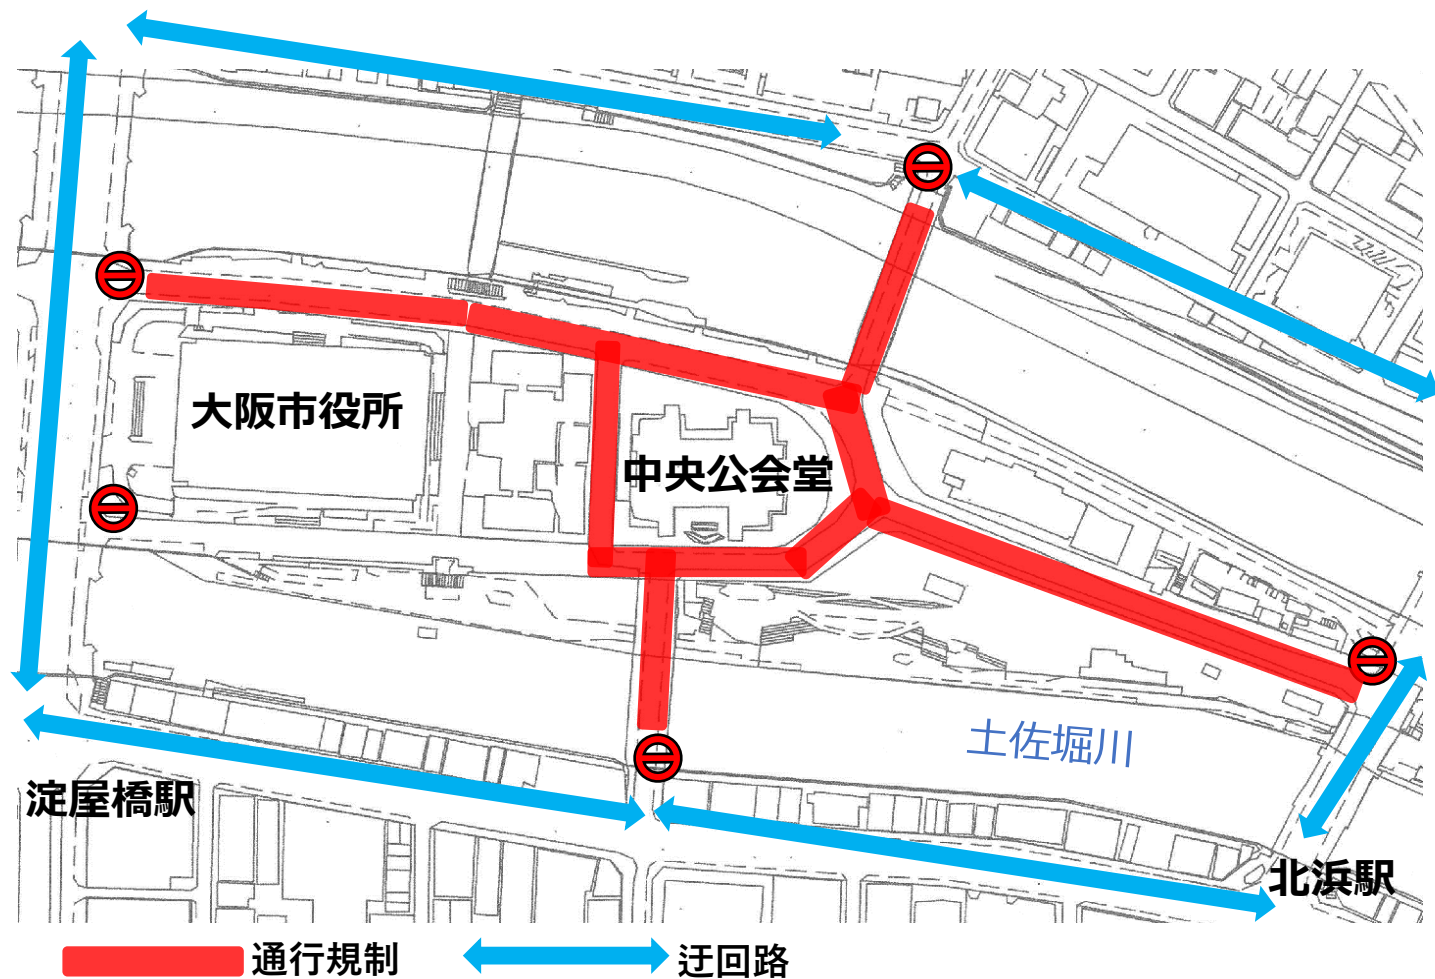 大阪市役所
中央公会堂
土佐堀川
淀屋橋駅
北浜駅
通行規制
迂回路